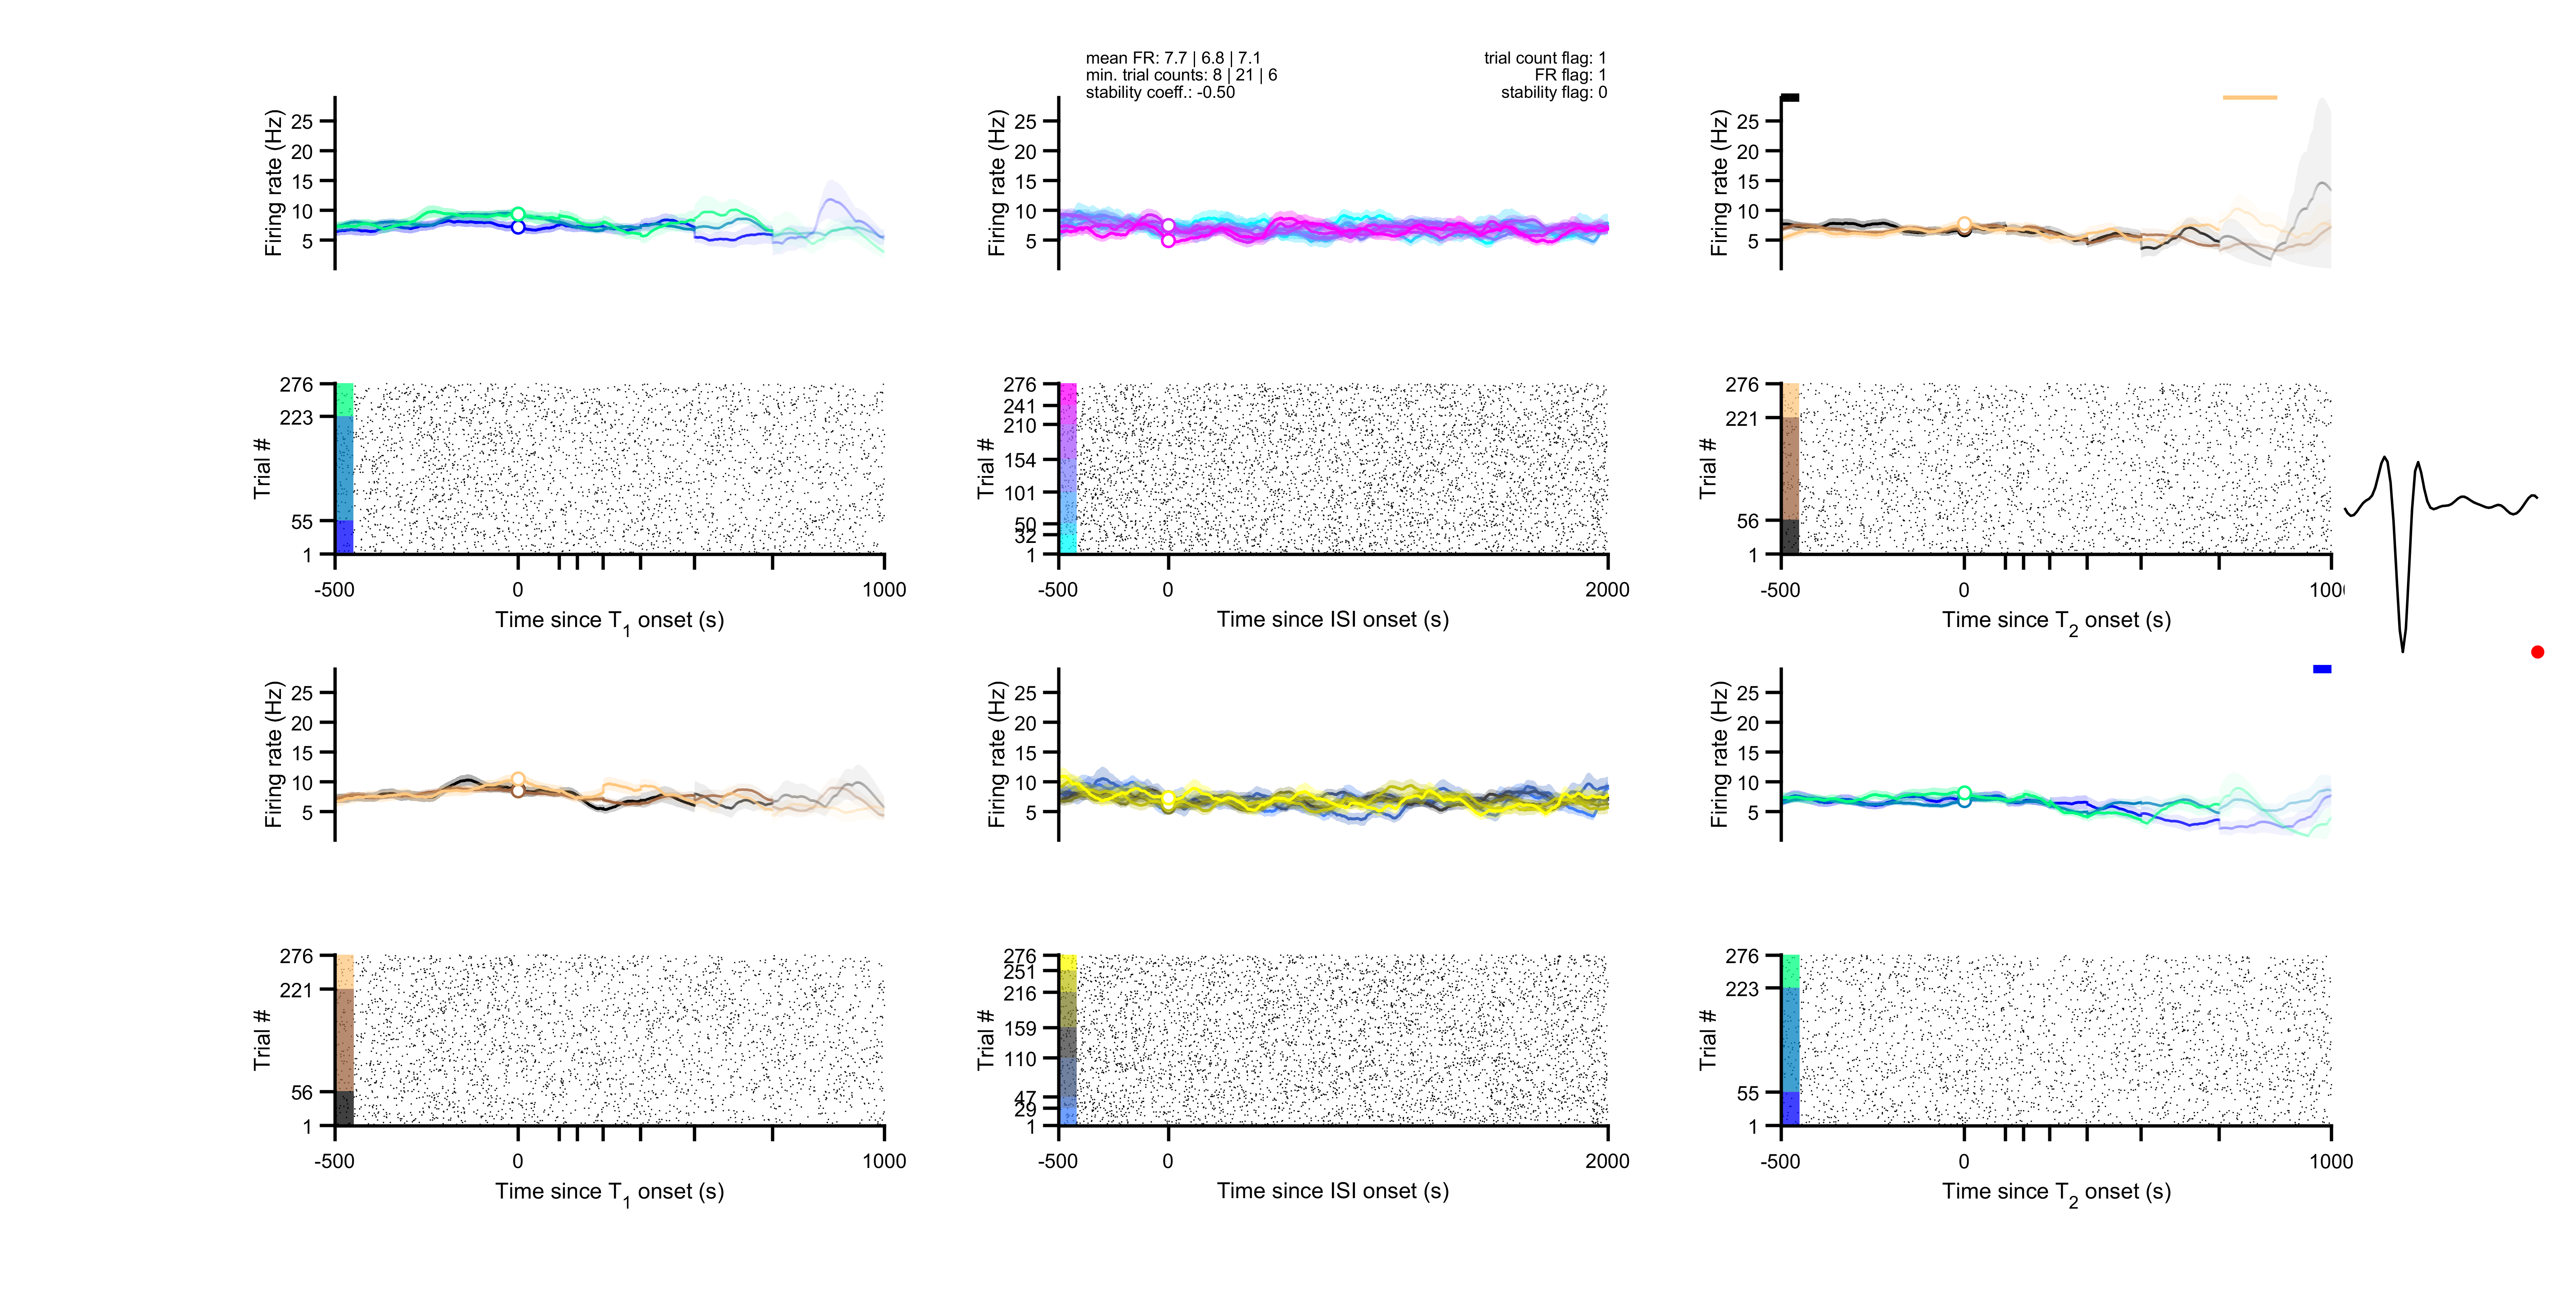 mean FR: 7.7 | 6.8 | 7.1
min. trial counts: 8 | 21 | 6
stability coeff.: -0.50
trial count flag: 1
FR flag: 1
stability flag: 0
Firing rate (Hz)
25
20
15
10
5
Firing rate (Hz)
25
20
15
10
5
Firing rate (Hz)
25
20
15
10
5
Trial #
276
223
55
1
-500 0 1000
Time since T1 onset (s)
Trial #
276
241
210
154
101
50
32
1
-500 0 2000
Time since ISI onset (s)
Trial #
276
221
56
1
-500 0 100
Time since T2 onset (s)
Firing rate (Hz)
25
20
15
10
5
Firing rate (Hz)
25
20
15
10
5
Firing rate (Hz)
25
20
15
10
5
Trial #
276
221
56
1
-500 0 1000
Time since T1 onset (s)
Trial #
276
251
216
159
110
47
29
1
-500 0 2000
Time since ISI onset (s)
Trial #
276
223
55
1
-500 0 1000
Time since T2 onset (s)